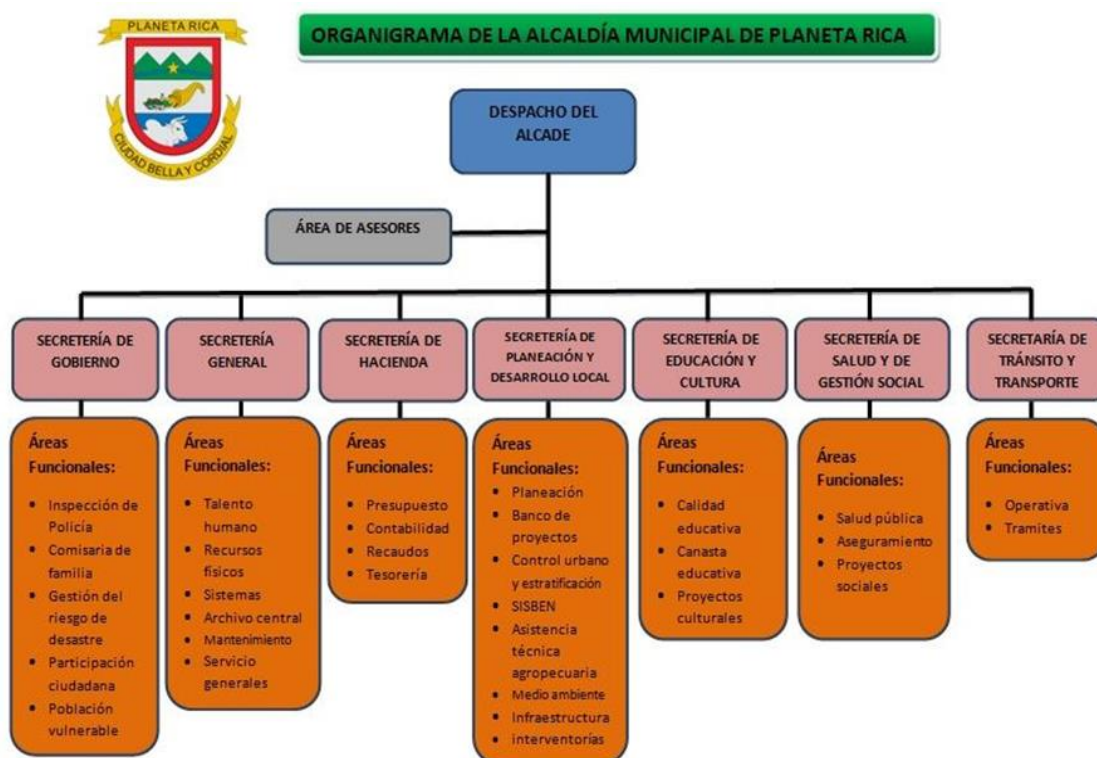 PLANETA RICA
CIUDAD BELLA Y CORDIAL
ORGANIGRAMA DE LA ALCALDÍA MUNICIPAL DE PLANETA RICA
DESPACHO DEL
ALCADE
ÁREA DE ASESORES
SECRETERÍA DE
GOBIERNO
SECRETERÍA
GENERAL
SECRETERÍA DE
HACIENDA
SECRETERÍA DE
PLANEACIÓN Y
DESARROLLO LOCAL
SECRETERÍA DE
EDUCACIÓN Y
CULTURA
SECRETERÍA DE
SALUD Y DE
GESTIÓN SOCIAL
SECRETARÍA DE
TRÁNSITO Y
TRANSPORTE
Áreas
Funcionales:
• Inspección de
Policía
• Comisaria de
familia
• Gestión del
riesgo de
desastre
• Participación
ciudadana
• Población
vulnerable
Áreas
Funcionales:
• Talento
humano
• Recursos
físicos
• Sistemas
• Archivo central
• Mantenimiento
• Servicio
generales
Áreas
Funcionales:
• Presupuesto
• Contabilidad
• Recaudos
• Tesorería
Áreas
Funcionales:
• Planeación
• Banco de
proyectos
• Control urbano
y estratificación
• SISBEN
• Asistencia
técnica
agropecuaria
• Medio ambiente
• Infraestructura
• interventorías
Áreas
Funcionales:
• Calidad
educativa
• Canasta
educativa
• Proyectos
culturales
Áreas
Funcionales:
• Salud pública
• Aseguramiento
• Proyectos
sociales
Áreas
Funcionales:
• Operativa
• Tramites